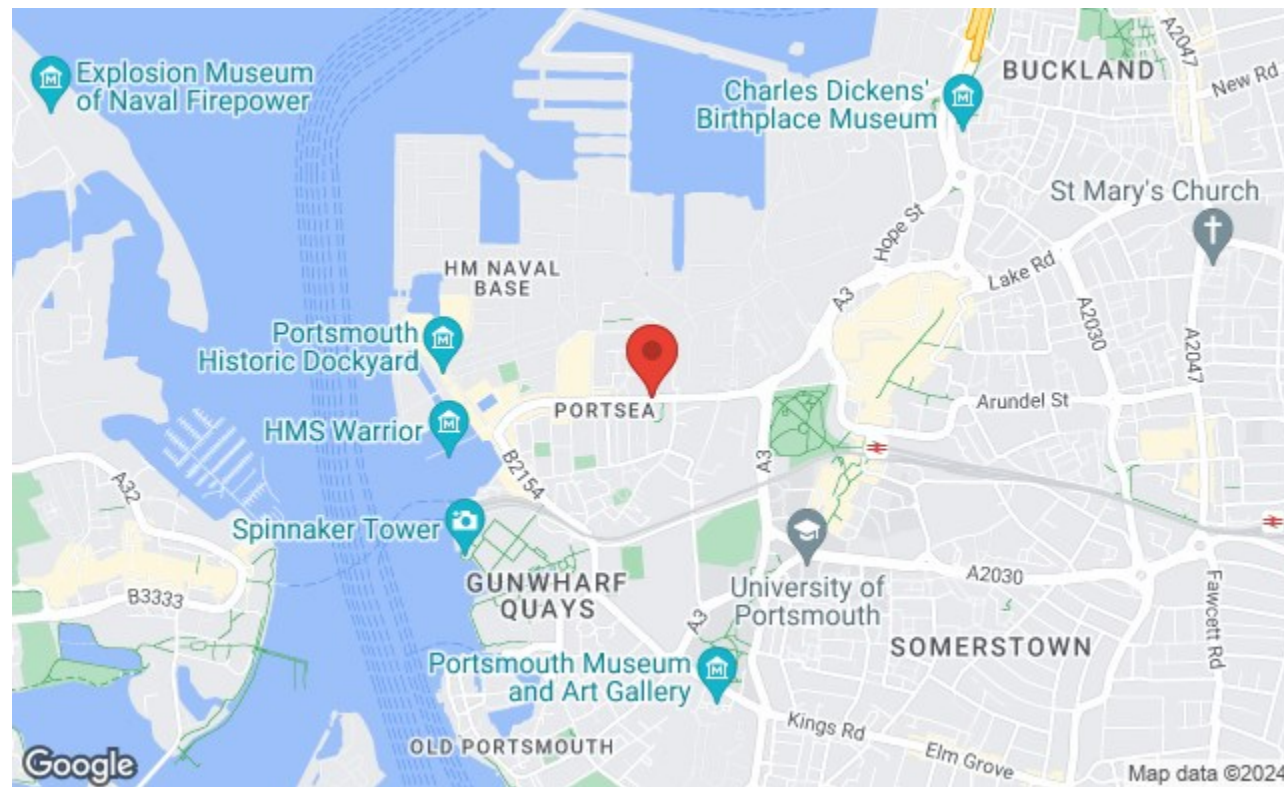 Explosion Museum
of Naval Firepower
Charles Dickens'
Birthplace Museum
BUCKLAND
A2047
New Rd
St Mary's Church
Hope St
Lake Rd
HM NAVAL
BASE
A3
A2030
A2047
Portsmouth
Historic Dockyard
PORTSEA
Arundel St
HMS Warrior
B2154
A3
A32
Spinnaker Tower
GUNWHARF
QUAYS
University of
Portsmouth
A2030
B3333
A3
SOMERSTOWN
Fawcett Rd
Portsmouth Museum
and Art Gallery
Kings Rd
Elm Grove
OLD PORTSMOUTH
Google
Map data ©2024